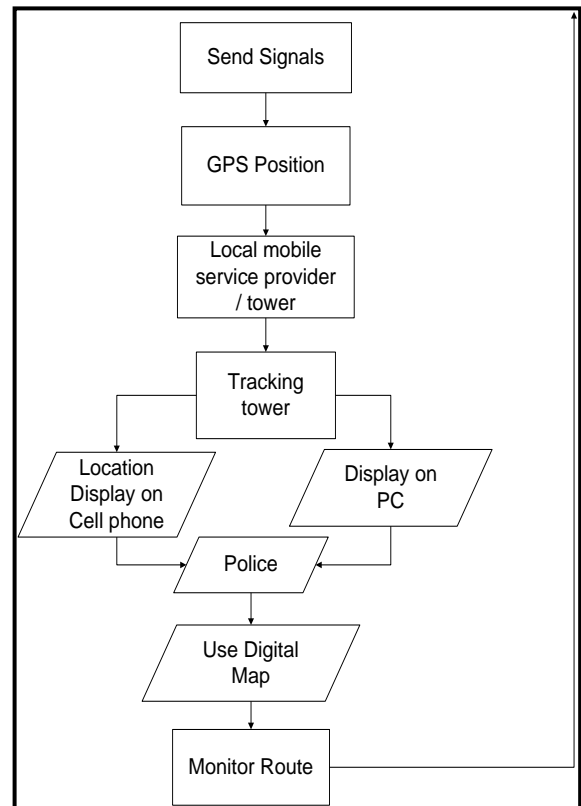 Send Signals
GPS Position
Local mobile
service provider
/ tower
Tracking
tower
Location
Display on
Cell phone
Display on
PC
Police
Use Digital
Map
Monitor Route